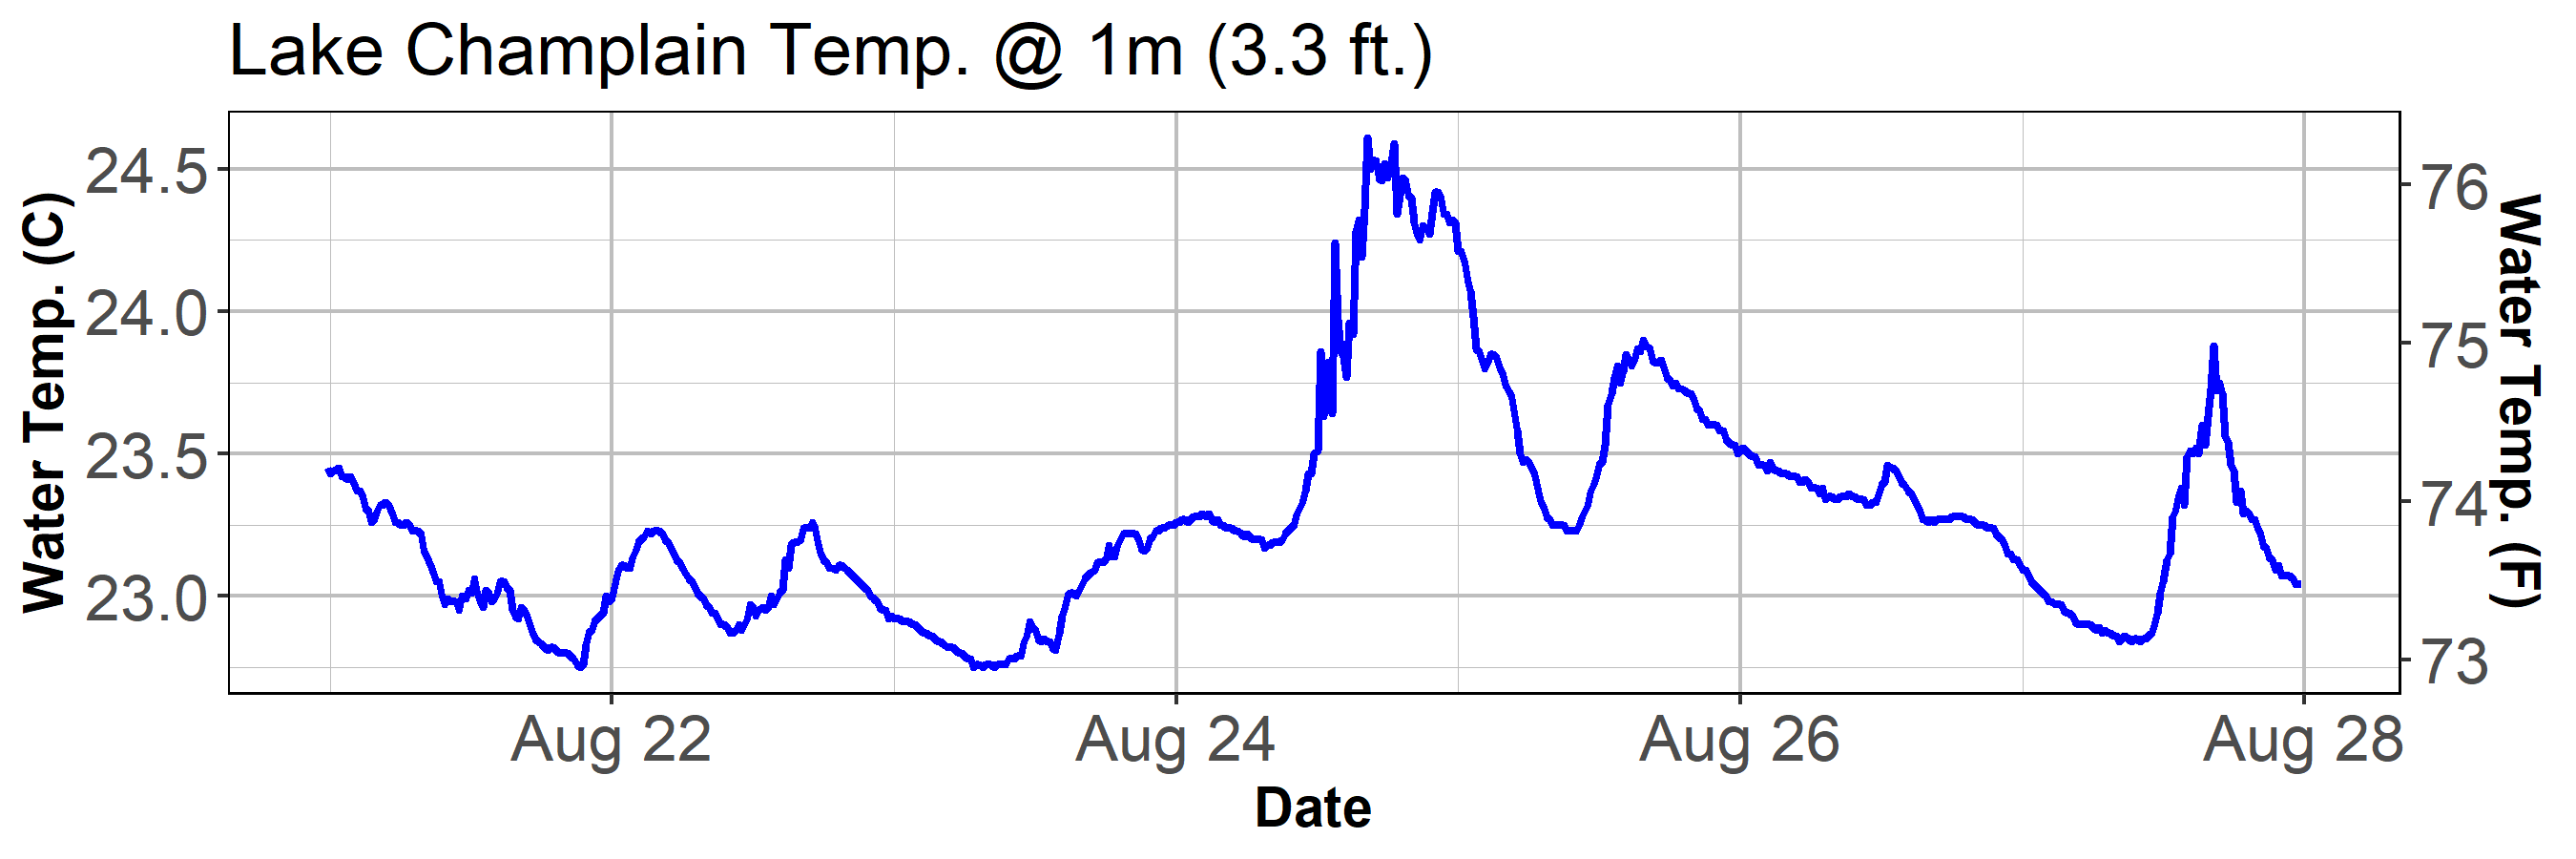 Lake Champlain Temp. @ 1m (3.3 ft.)
Water Temp. (C)
24.5
24.0
23.5
23.0
76
75
74
73
Water Temp. (F)
Aug 22
Aug 24
Aug 26
Aug 28
Date